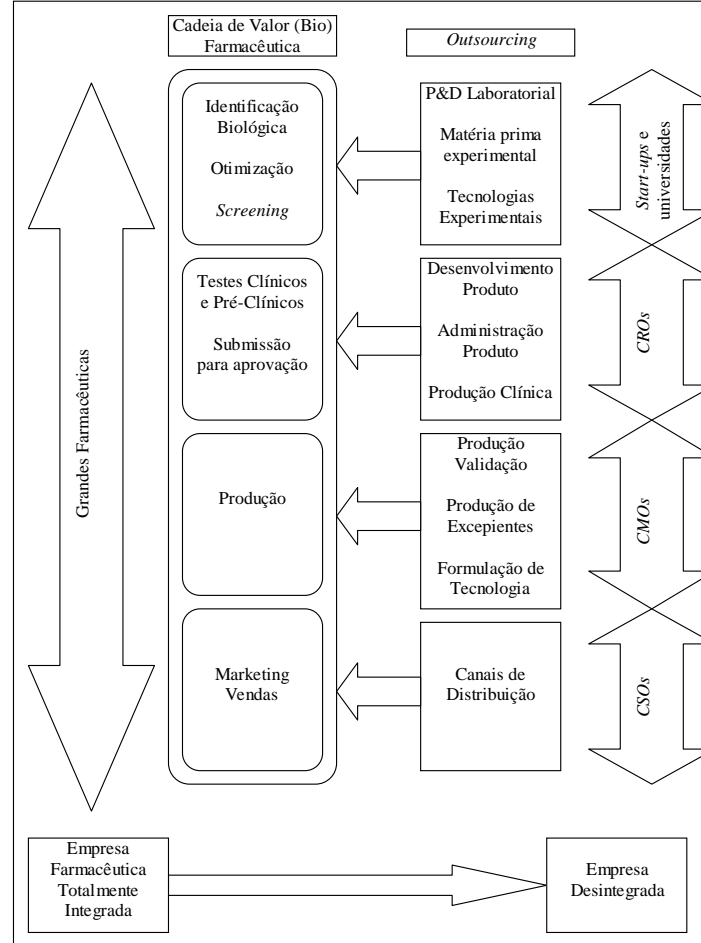 Cadeia de Valor (Bio)
Farmacêutica
Outsourcing
Grandes Farmacêuticas
Identificação
Biológica
Otimização
Screening
P&D Laboratorial
Matéria prima
experimental
Tecnologias
Experimentais
Start-ups e
universidades
Testes Clínicos
e Pré-Clínicos
Submissão
para aprovação
Desenvolvimento
Produto
Administração
Produto
Produção Clínica
CROs
Produção
Produção
Validação
Produção de
Excepientes
Formulação de
Tecnologia
CMOs
Marketing
Vendas
Canais de
Distribuição
CSOs
Empresa
Farmacêutica
Totalmente
Integrada
Empresa
Desintegrada